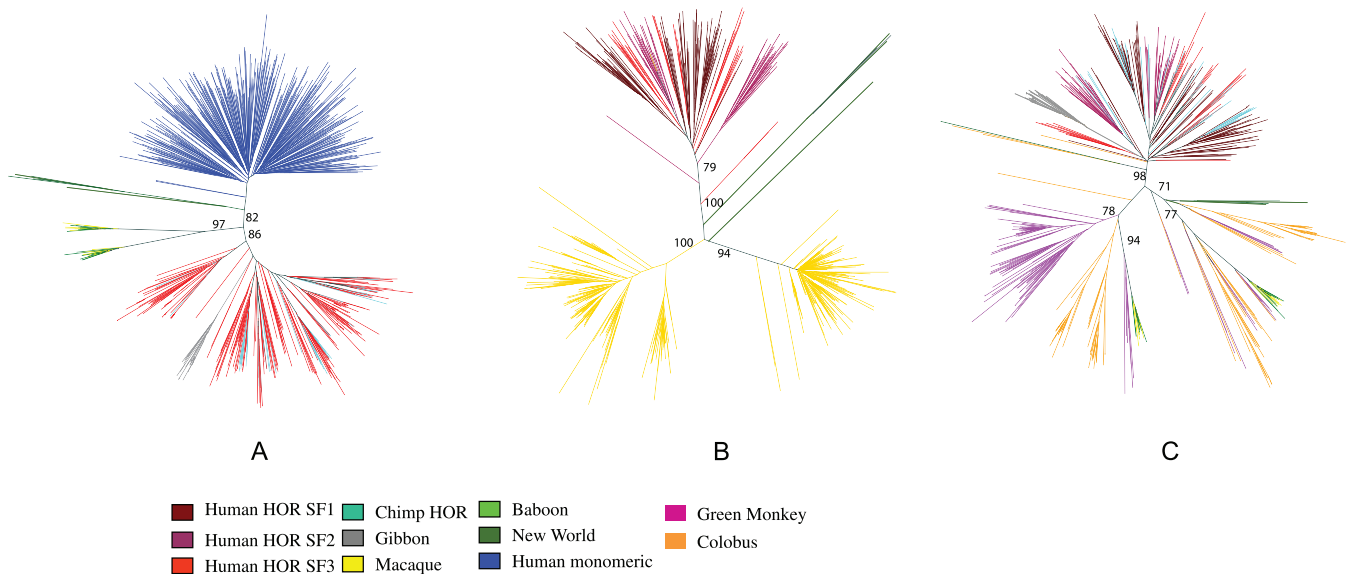 82
97
86
79
100
100
94
98
71
78
77
94
A
B
C
Human HOR SF1
Human HOR SF2
Human HOR SF3
Chimp HOR
Gibbon
Macaque
Baboon
New World
Human monomeric
Green Monkey
Colobus